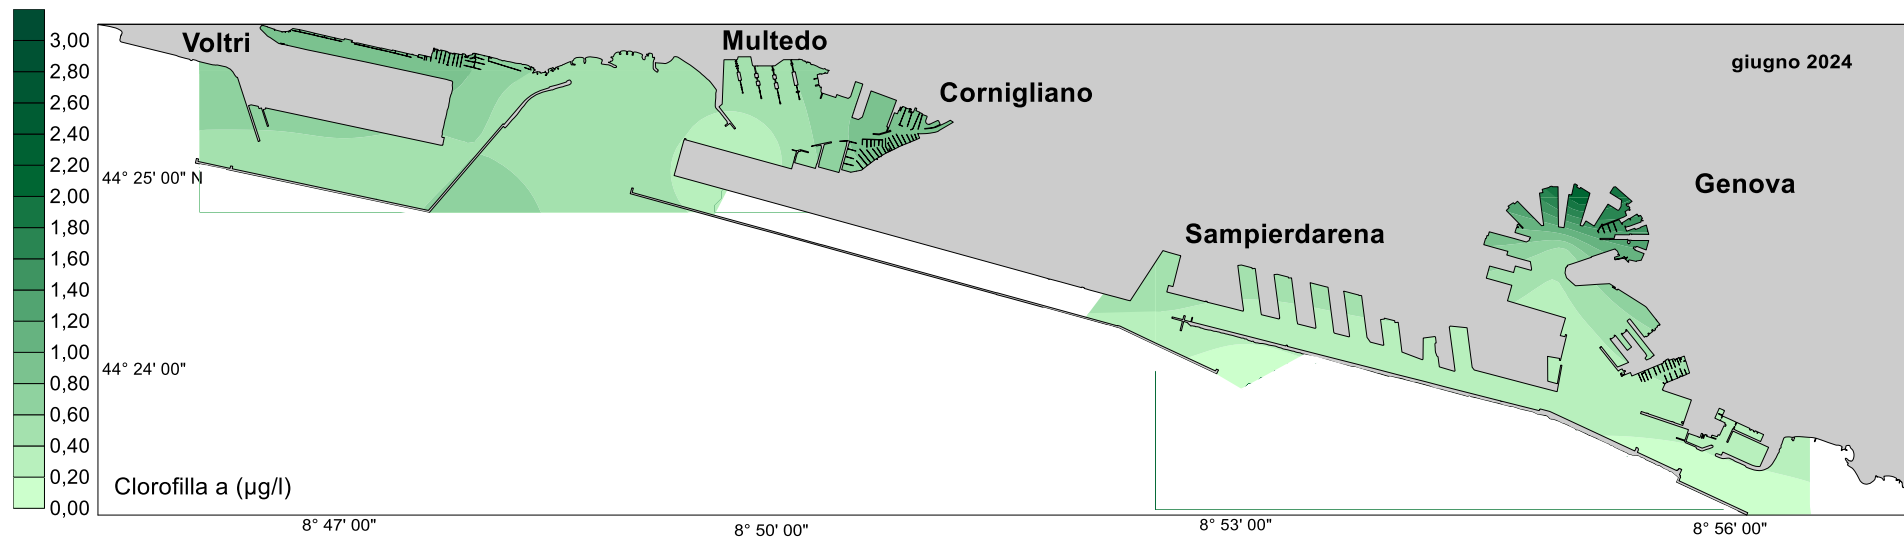 3,00
2,80
2,60
2,40
2,20
2,00
1,80
1,60
1,40
1,20
1,00
0,80
0,60
0,40
0,20
0,00
Voltri
Multedo
giugno 2024
Cornigliano
44° 25' 00" N
Genova
Sampierdarena
44° 24' 00"
Clorofilla a (µg/l)
8° 47' 00"
8° 50' 00"
8° 53' 00"
8° 56' 00"